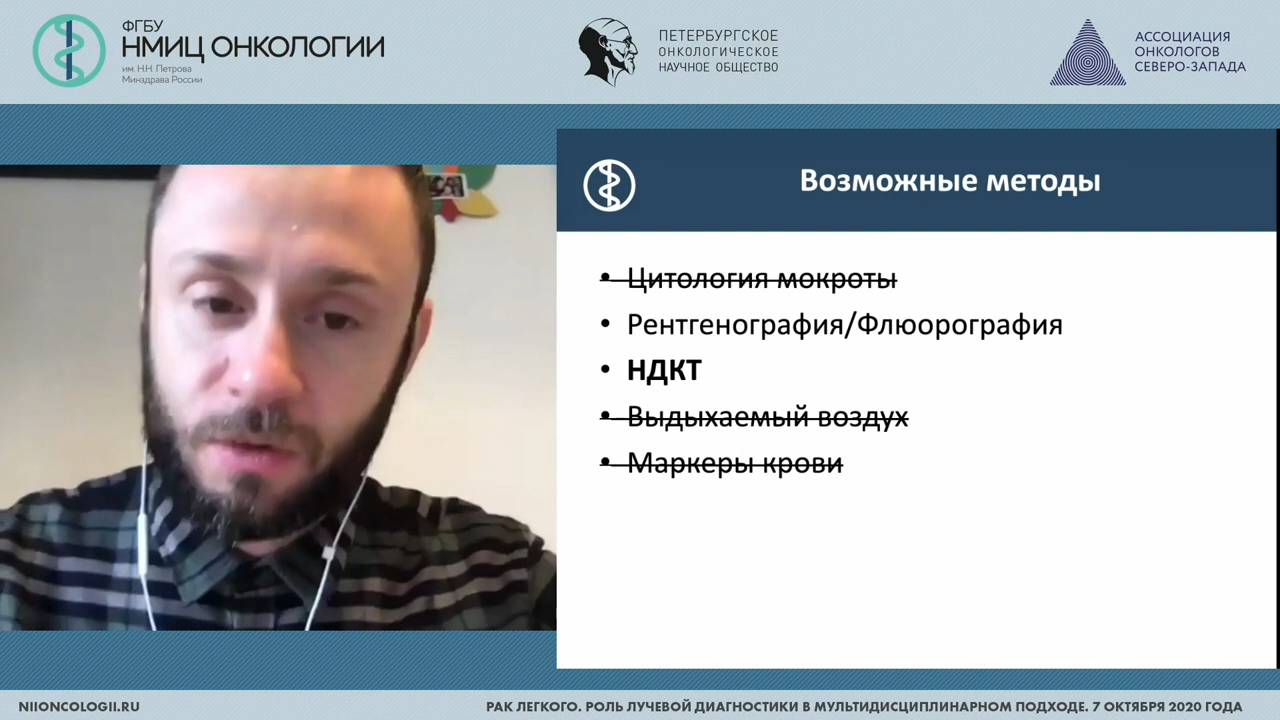 ФГБУ
НМИЦ ОНКОЛОГИИ
им. Н.Н. Петрова
Минздрава России
ПЕТЕРБУРГСКОЕ
ОНКОЛОГИЧЕСКОЕ
НАУЧНОЕ ОБЩЕСТВО
АССОЦИАЦИЯ
ОНКОЛОГОВ
СЕВЕРО-ЗАПАДА
Возможные методы
• Цитология мокроты
• Рентгенография/Флюорография
• НДКТ
• Выдыхаемый воздух
• Маркеры крови
NIIONCOLOGII.RU
РАК ЛЕГКОГО. РОЛЬ ЛУЧЕВОЙ ДИАГНОСТИКИ В МУЛЬТИДИСЦИПЛИНАРНОМ ПОДХОДЕ. 7 ОКТЯБРЯ 2020 ГОДА